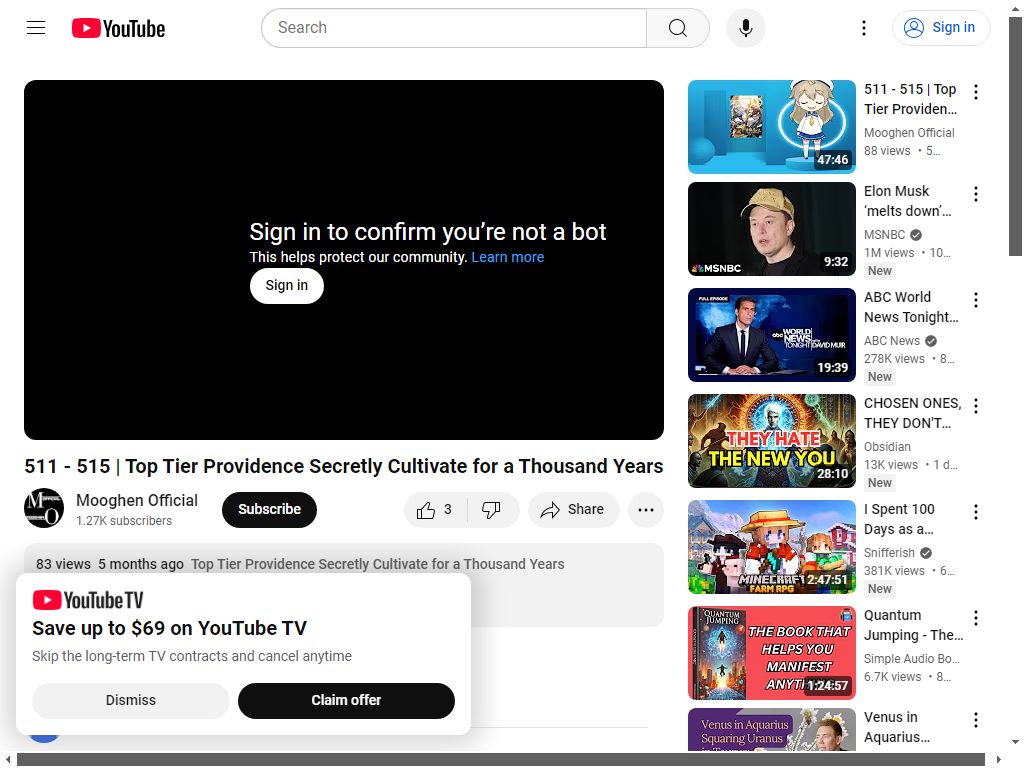 YouTube
Search
Sign in
Sign in to confirm you’re not a bot
This helps protect our community. Learn more
Sign in
511 - 515 | Top Tier Providence Secretly Cultivate for a Thousand Years
Mooghen Official
1.27K subscribers
Subscribe
3
Share
83 views 5 months ago Top Tier Providence Secretly Cultivate for a Thousand Years
YouTube TV
Save up to $69 on YouTube TV
Skip the long-term TV contracts and cancel anytime
Dismiss
Claim offer
47:46
511 - 515 | Top
Tier Providen...
Mooghen Official
88 views • 5...
MSNBC
9:32
Elon Musk
‘melts down’...
MSNBC
1M views • 10...
New
FULL EPISODE
abc WORLD
NEWS
TONIGHT DAVID MUIR
19:39
ABC World
News Tonight...
ABC News
278K views • 8...
New
THEY HATE
THE NEW YOU
28:10
CHOSEN ONES,
THEY DON'T...
Obsidian
13K views • 1 d...
New
MINECRAFT
FARM RPG
2:47:51
I Spent 100
Days as a...
Snifferish
381K views • 6...
New
QUANTUM
JUMPING
THE BOOK THAT
HELPS YOU
MANIFEST
1:24:57
Quantum
Jumping - The...
Simple Audio Bo...
6.7K views • 8...
Venus in Aquarius
Squaring Uranus
Venus in
Aquarius...